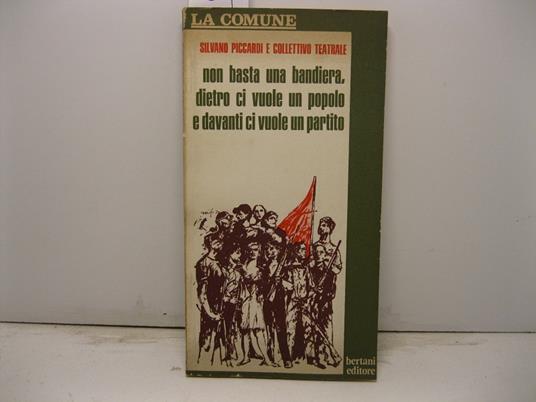 LA COMUNE
SILVANO PICCARDI E COLLETTIVO TEATRALE
non basta una bandiera,
dietro ci vuole un popolo
e davanti ci vuole un partito
bertani
editore